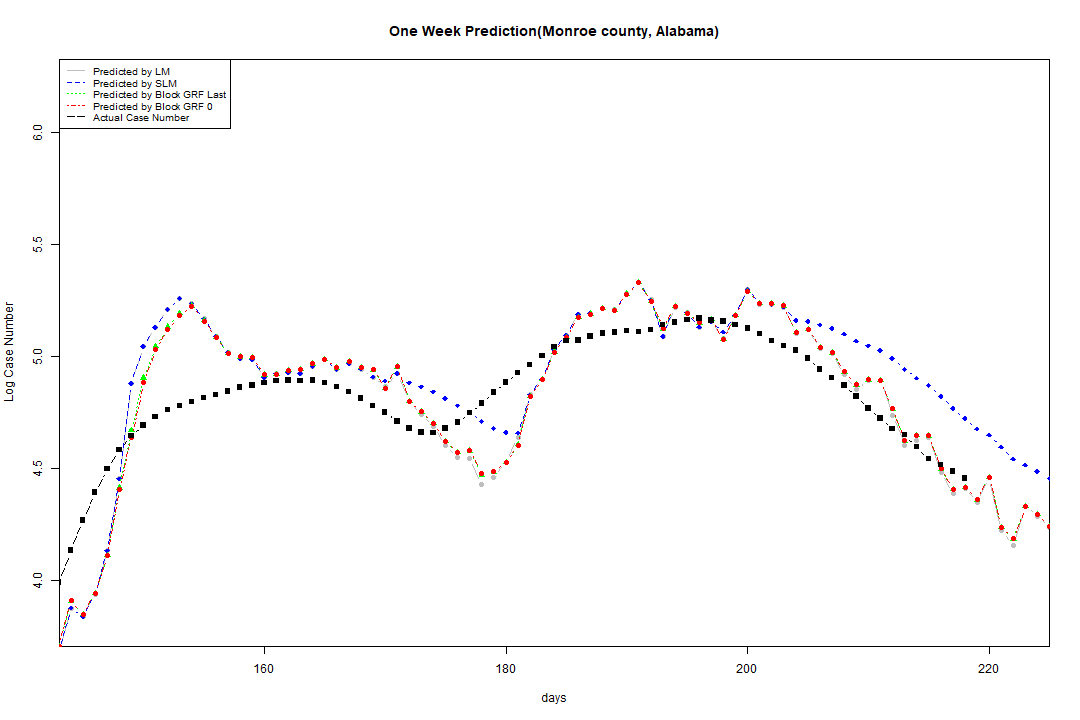 One Week Prediction(Monroe county, Alabama)
Predicted by LM
Predicted by SLM
Predicted by Block GRF Last
Predicted by Block GRF 0
Actual Case Number
6.0
5.5
5.0
4.5
4.0
Log Case Number
160 180 200 220
days